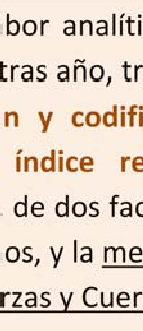 bor analíti
tras año, tr
n y codifi
índice re
de dos fac
os, y la me
rzas y Cuer